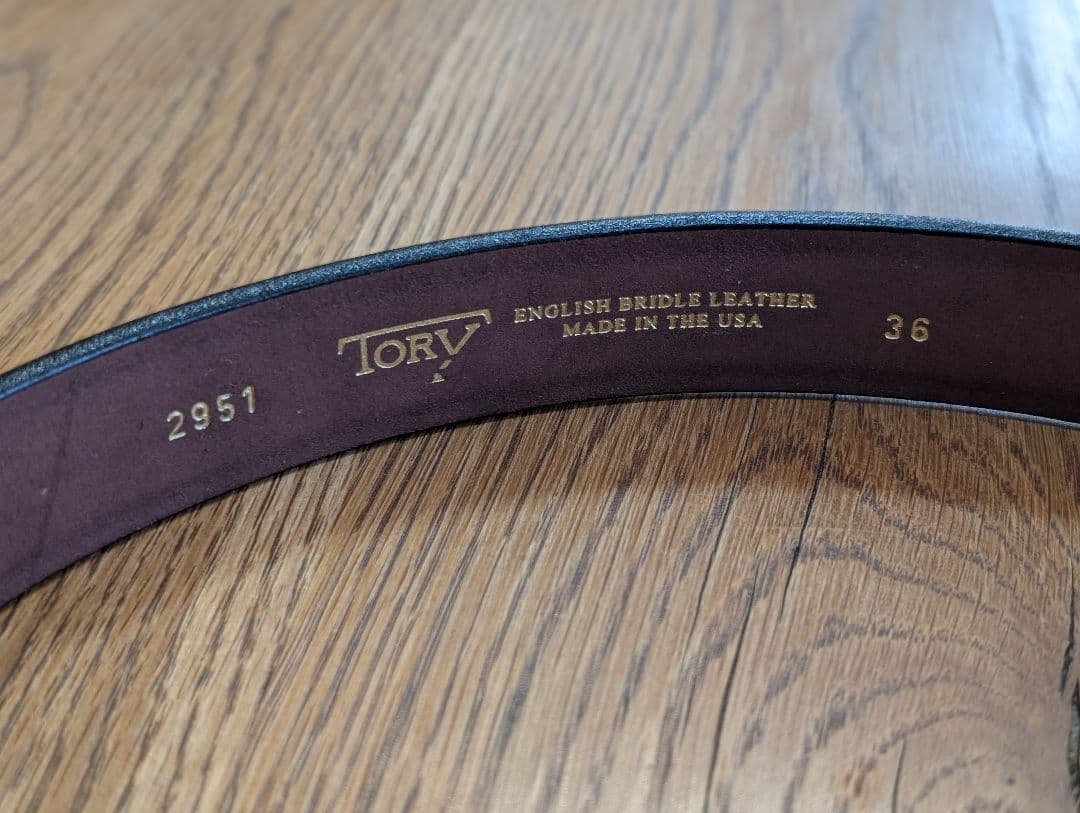 2951
TORY
ENGLISH BRIDLE LEATHER
MADE IN THE USA
36